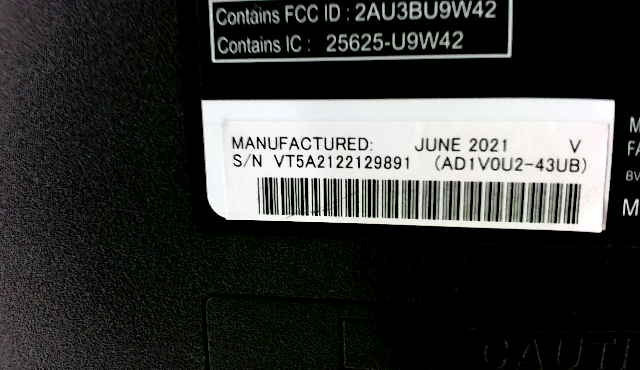 Contains FCC ID : 2AU3BU9W42
Contains IC : 25625-U9W42
MANUFACTURED: JUNE 2021 V
S/N VT5A2122129891 (AD1V0U2-43UB)